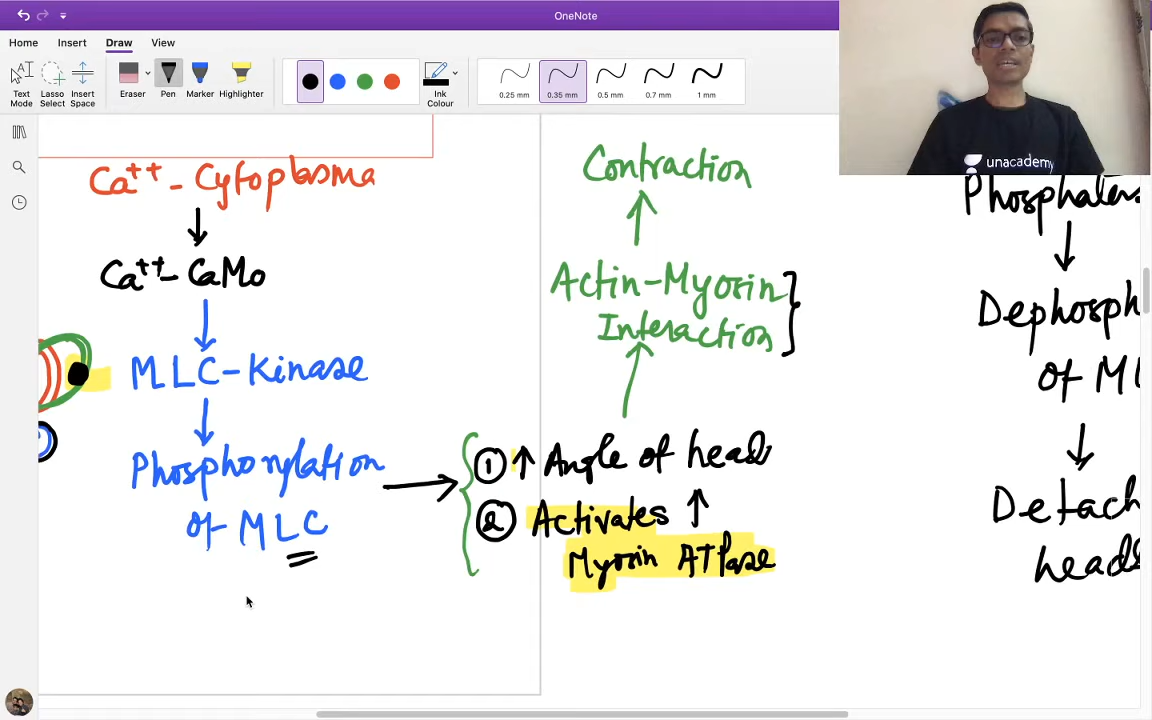 OneNote
Home Insert Draw View
Text Mode
Lasso Select
Insert Space
Eraser
Pen
Marker
Highlighter
Ink Colour
0.25 mm
0.35 mm
0.5 mm
0.7 mm
1 mm
unacademy
Ca++ - Cytoplasma
Ca++ - CaMo
MLC-Kinase
Phosphorylation
of MLC
Contraction
Actin-Myosin
Interaction
① ↑ Angle of head
② Activates ↑
Myosin ATPase
Dephosph
of ML
Detach
heads